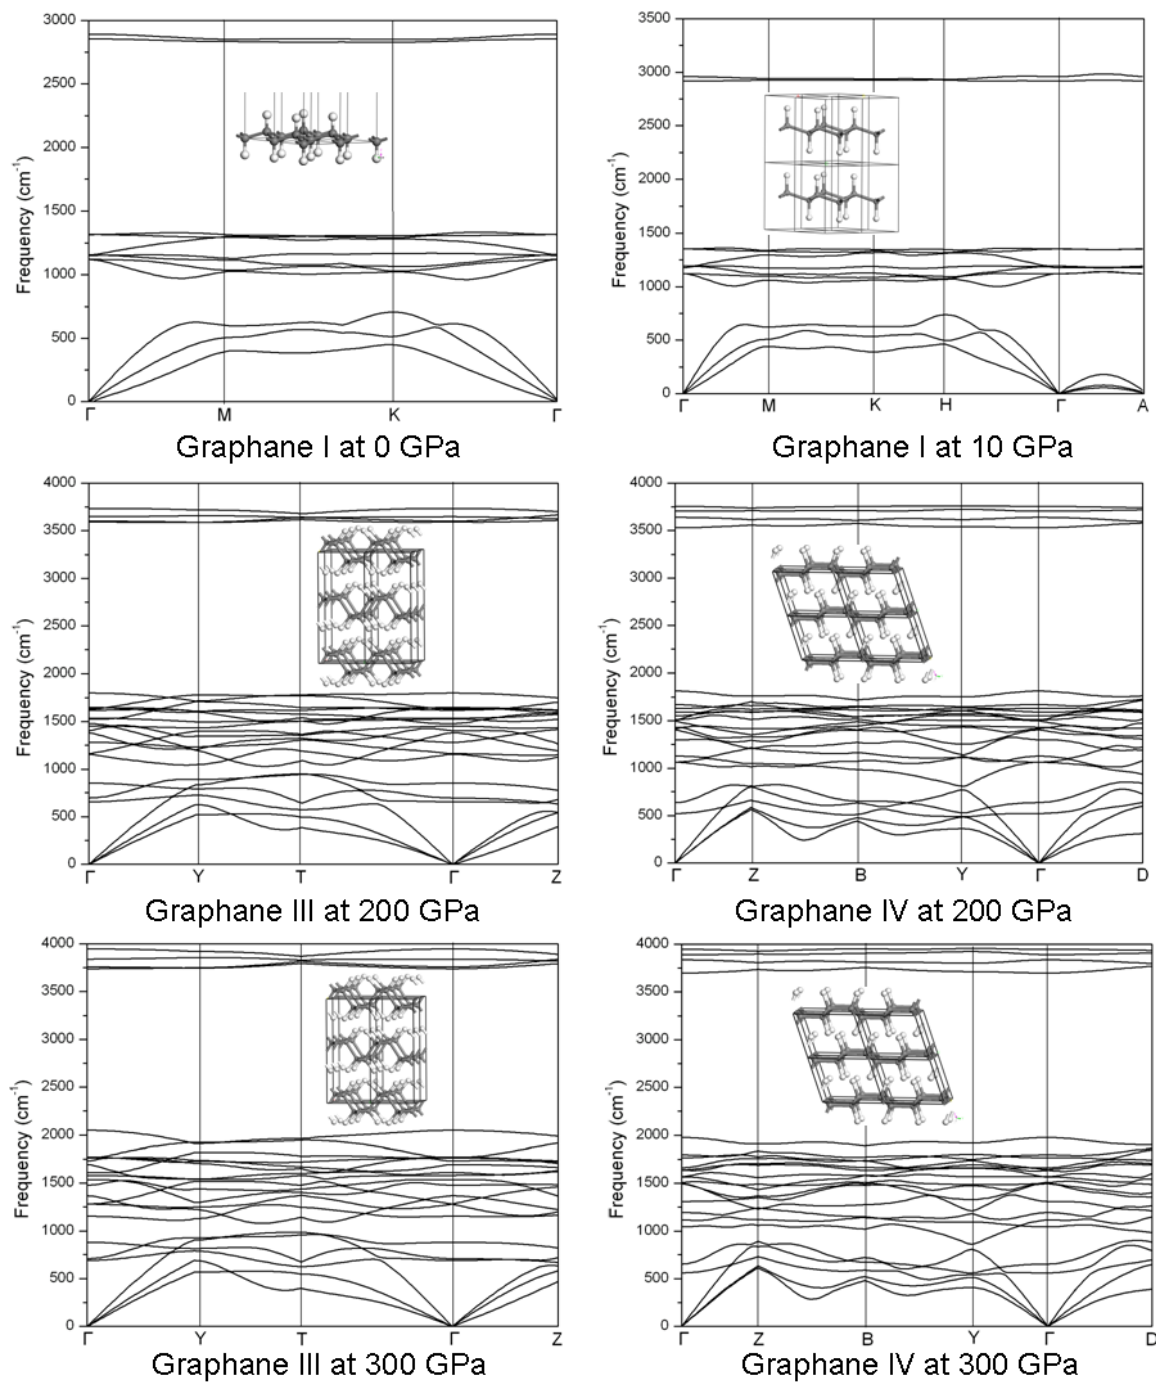 3000
2500
2000
1500
1000
500
0
Frequency (cm-1)
Γ M K Γ
Graphane I at 0 GPa
3500
3000
2500
2000
1500
1000
500
0
Frequency (cm-1)
Γ M K H Γ A
Graphane I at 10 GPa
4000
3500
3000
2500
2000
1500
1000
500
0
Frequency (cm-1)
Γ Y T Γ Z
Graphane III at 200 GPa
4000
3500
3000
2500
2000
1500
1000
500
0
Frequency (cm-1)
Γ Z B Y Γ D
Graphane IV at 200 GPa
4000
3500
3000
2500
2000
1500
1000
500
0
Frequency (cm-1)
Γ Y T Γ Z
Graphane III at 300 GPa
4000
3500
3000
2500
2000
1500
1000
500
0
Frequency (cm-1)
Γ Z B Y Γ D
Graphane IV at 300 GPa